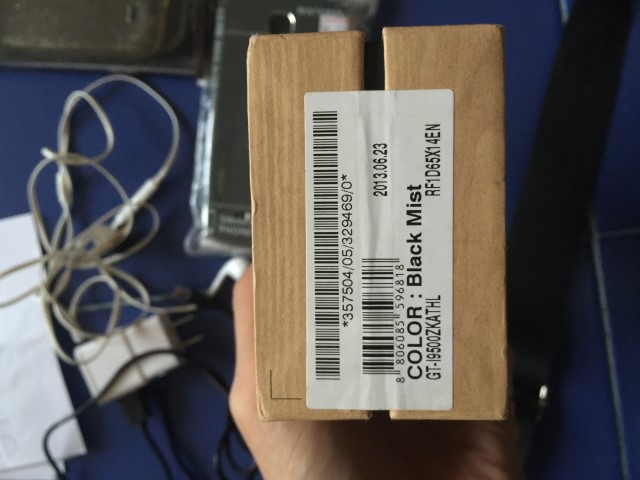 *357504/05/329469/0*
2013.06.23
8 806085 596818
COLOR : Black Mist
GT-I9500ZKATHL
RF1D65X14EN